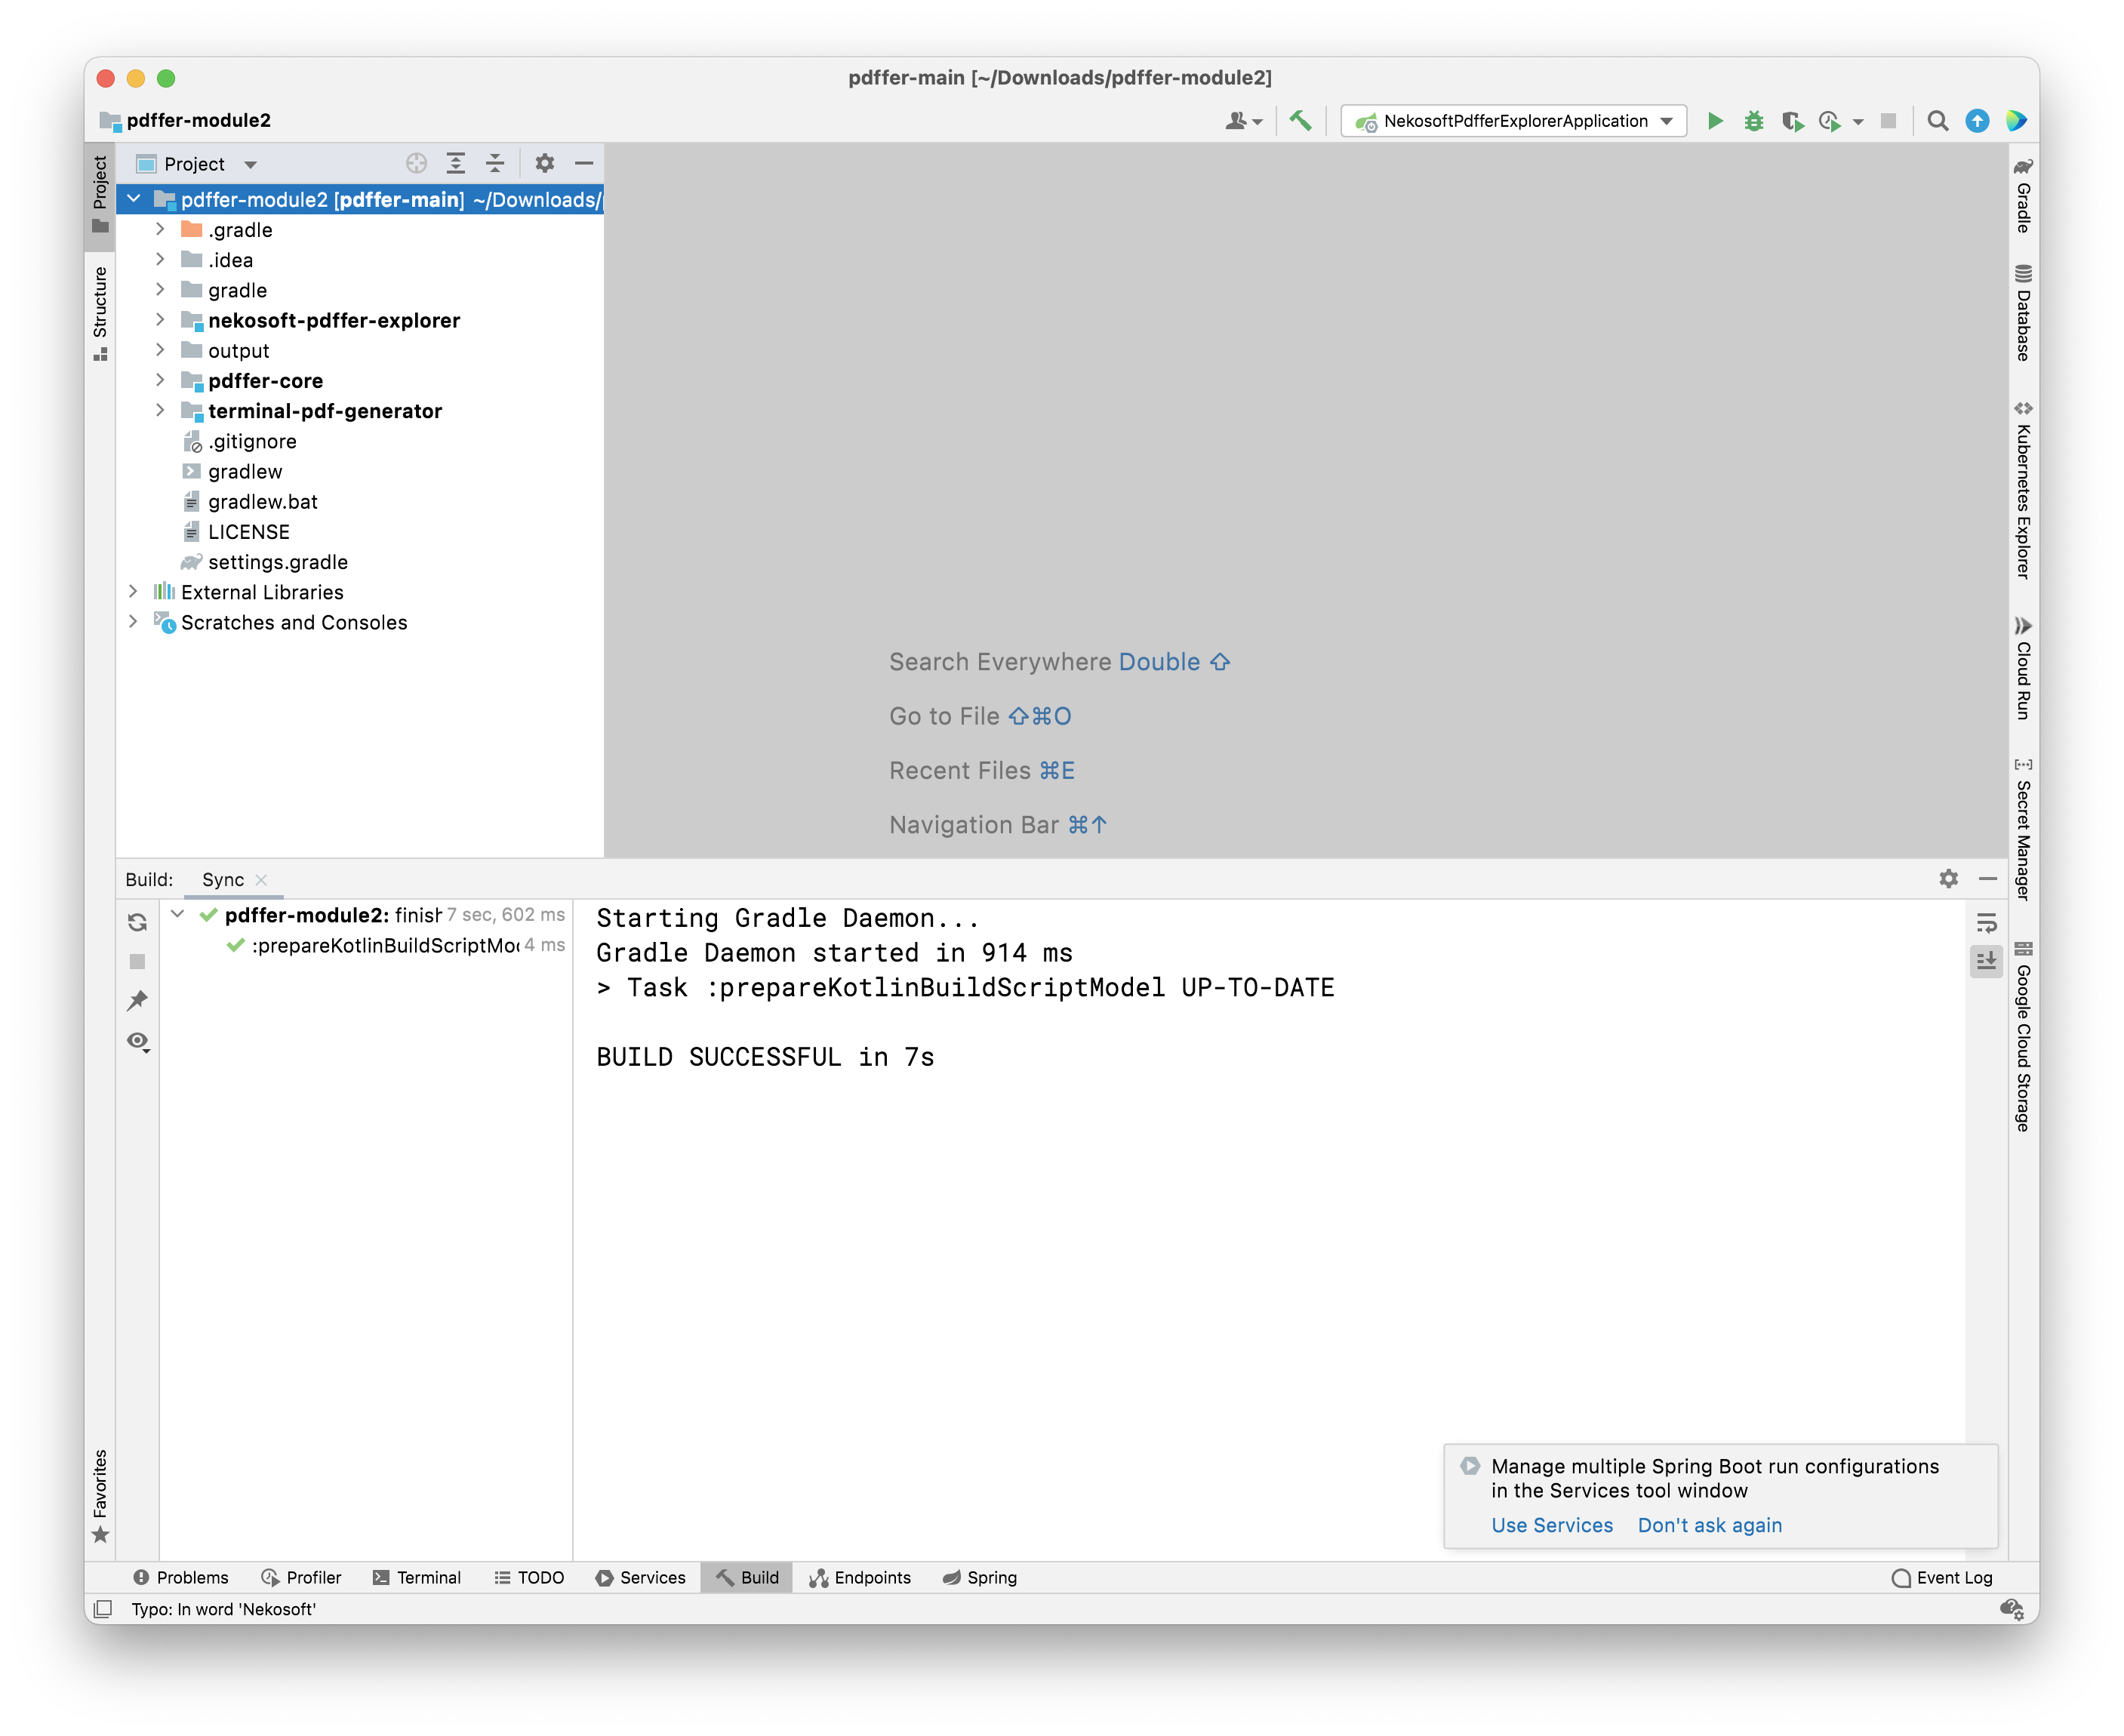 pdffer-main [~/Downloads/pdffer-module2]
pdffer-module2
NekosoftPdfferExplorerApplication
Project
Structure
Favorites
Project
pdffer-module2 [pdffer-main] ~/Downloads/
.gradle
.idea
gradle
nekosoft-pdffer-explorer
output
pdffer-core
terminal-pdf-generator
.gitignore
gradlew
gradlew.bat
LICENSE
settings.gradle
External Libraries
Scratches and Consoles
Search Everywhere Double ⇧
Go to File ⇧⌘O
Recent Files ⌘E
Navigation Bar ⌘↑
Gradle
Database
Kubernetes Explorer
Cloud Run
Secret Manager
Google Cloud Storage
Build: Sync
pdffer-module2: finish 7 sec, 602 ms
:prepareKotlinBuildScriptMod 4 ms
Starting Gradle Daemon...
Gradle Daemon started in 914 ms
> Task :prepareKotlinBuildScriptModel UP-TO-DATE
BUILD SUCCESSFUL in 7s
Manage multiple Spring Boot run configurations
in the Services tool window
Use Services Don't ask again
Problems Profiler Terminal TODO Services Build Endpoints Spring Event Log
Typo: In word 'Nekosoft'